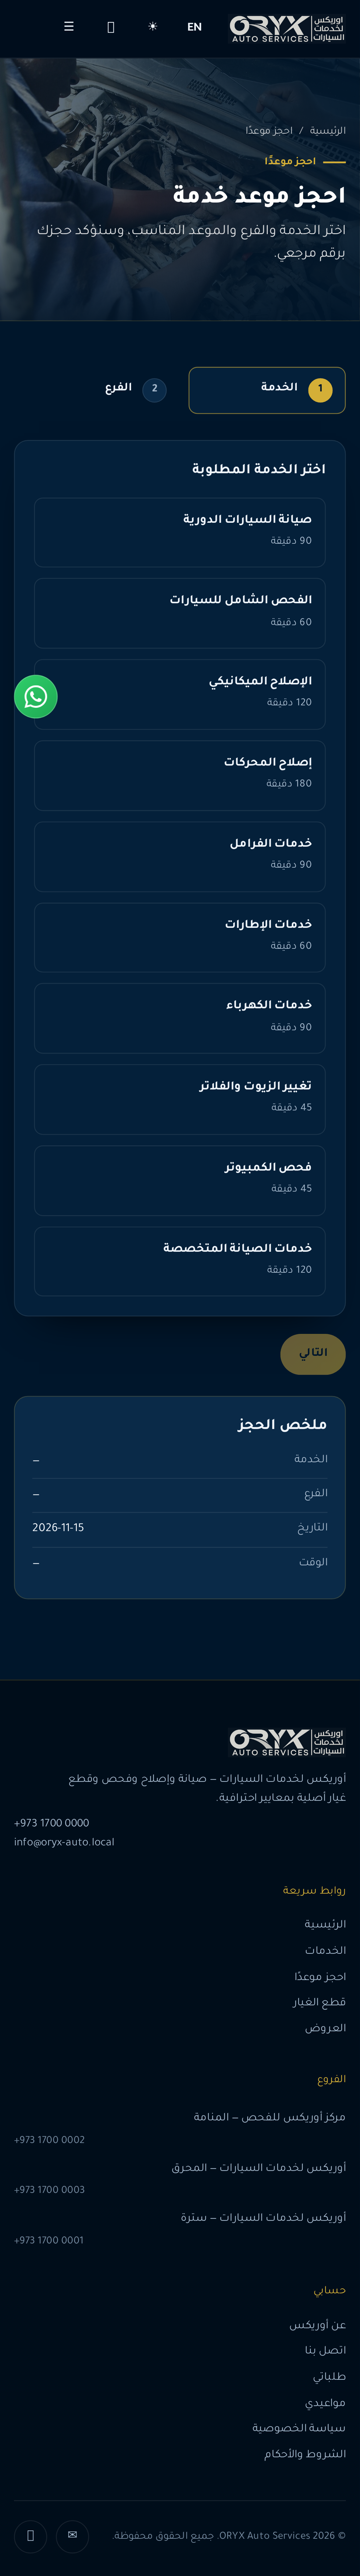 اوريكس
لخدمات
السيارات
ORYX
AUTO SERVICES
EN
الرئيسية / احجز موعدًا
احجز موعدًا
احجز موعد خدمة
اختر الخدمة والفرع والموعد المناسب، وسنؤكد حجزك
برقم مرجعي.
1 الخدمة
2 الفرع
اختر الخدمة المطلوبة
صيانة السيارات الدورية
90 دقيقة
الفحص الشامل للسيارات
60 دقيقة
الإصلاح الميكانيكي
120 دقيقة
إصلاح المحركات
180 دقيقة
خدمات الفرامل
90 دقيقة
خدمات الإطارات
60 دقيقة
خدمات الكهرباء
90 دقيقة
تغيير الزيوت والفلاتر
45 دقيقة
فحص الكمبيوتر
45 دقيقة
خدمات الصيانة المتخصصة
120 دقيقة
التالي
ملخص الحجز
الخدمة –
الفرع –
التاريخ 2026-11-15
الوقت –
اوريكس
لخدمات
السيارات
ORYX
AUTO SERVICES
أوريكس لخدمات السيارات – صيانة وإصلاح وفحص وقطع
غيار أصلية بمعايير احترافية.
+973 1700 0000
info@oryx-auto.local
روابط سريعة
الرئيسية
الخدمات
احجز موعدًا
قطع الغيار
العروض
الفروع
مركز أوريكس للفحص – المنامة
+973 1700 0002
أوريكس لخدمات السيارات – المحرق
+973 1700 0003
أوريكس لخدمات السيارات – سترة
+973 1700 0001
حسابي
عن أوريكس
اتصل بنا
طلباتي
مواعيدي
سياسة الخصوصية
الشروط والأحكام
© 2026 ORYX Auto Services. جميع الحقوق محفوظة.